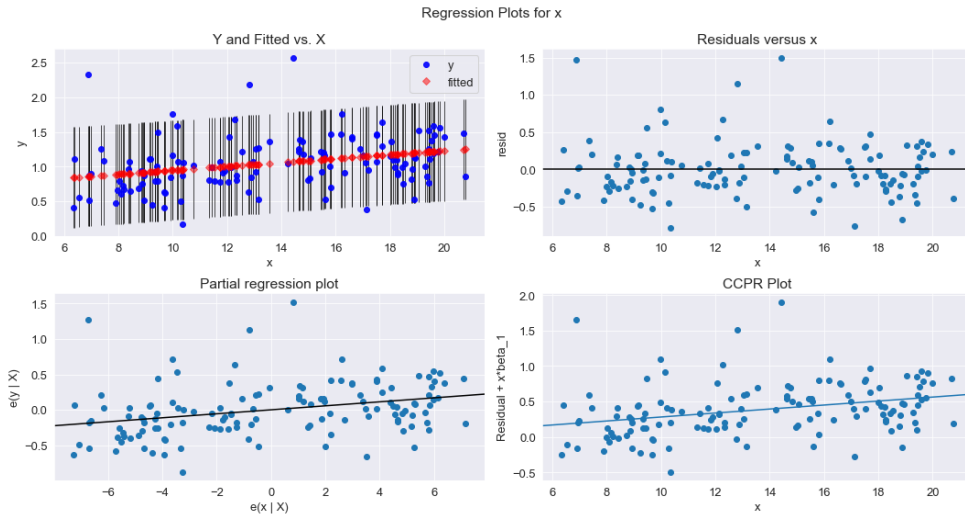 Regression Plots for x
Y and Fitted vs. X
y
fitted
2.5
2.0
1.5
1.0
0.5
0.0
y
6 8 10 12 14 16 18 20
x
Residuals versus x
1.5
1.0
0.5
0.0
−0.5
resid
6 8 10 12 14 16 18 20
x
Partial regression plot
1.5
1.0
0.5
0.0
−0.5
e(y | X)
−6 −4 −2 0 2 4 6
e(x | X)
CCPR Plot
2.0
1.5
1.0
0.5
0.0
−0.5
Residual + x*beta_1
6 8 10 12 14 16 18 20
x